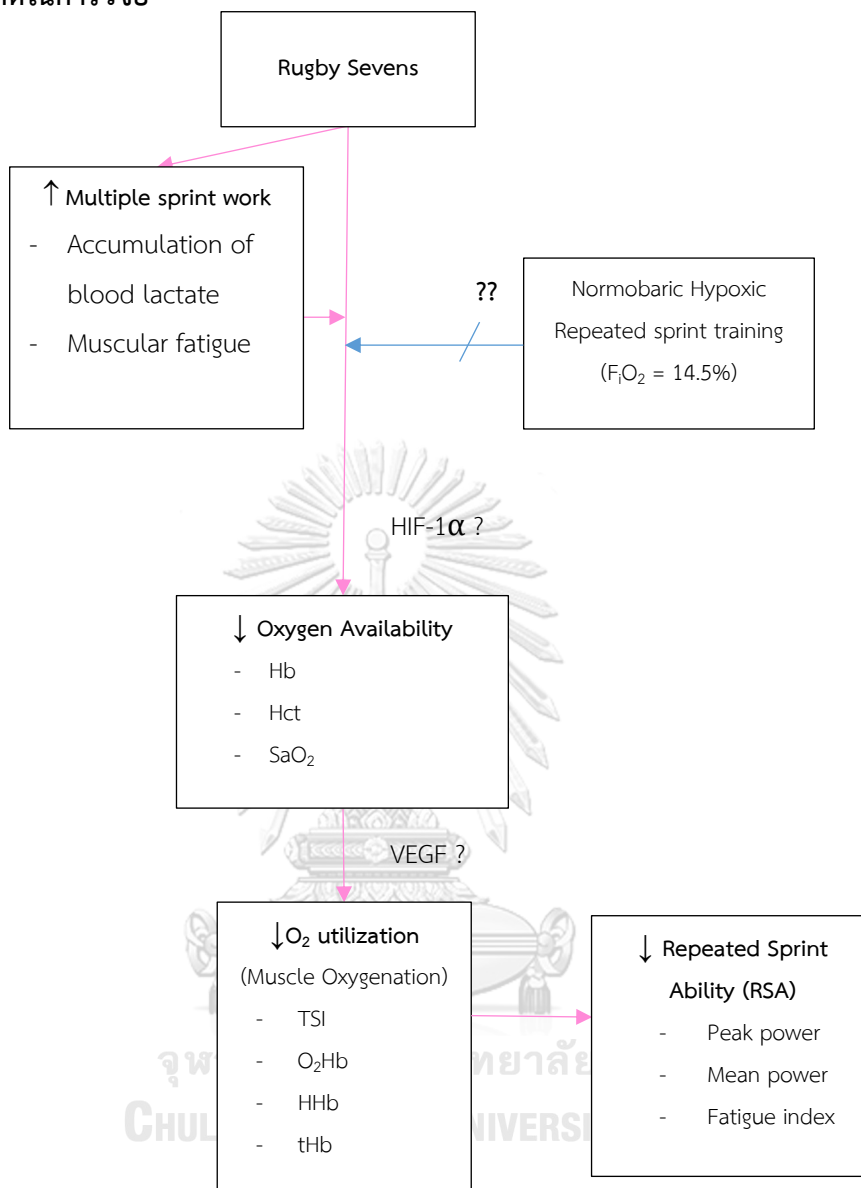 Rugby Sevens
↑ Multiple sprint work
- Accumulation of
blood lactate
- Muscular fatigue
??
Normobaric Hypoxic
Repeated sprint training
(FᵢO₂ = 14.5%)
HIF-1α ?
↓ Oxygen Availability
- Hb
- Hct
- SaO₂
VEGF ?
↓O₂ utilization
(Muscle Oxygenation)
- TSI
- O₂Hb
- HHb
- tHb
↓ Repeated Sprint
Ability (RSA)
- Peak power
- Mean power
- Fatigue index